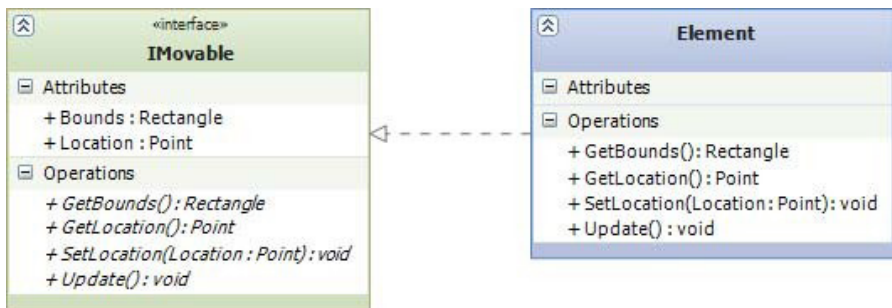 «interface»
IMovable
Attributes
+ Bounds : Rectangle
+ Location : Point
Operations
+ GetBounds() : Rectangle
+ GetLocation() : Point
+ SetLocation(Location : Point) : void
+ Update() : void
Element
Attributes
Operations
+ GetBounds(): Rectangle
+ GetLocation() : Point
+ SetLocation(Location : Point) : void
+ Update() : void